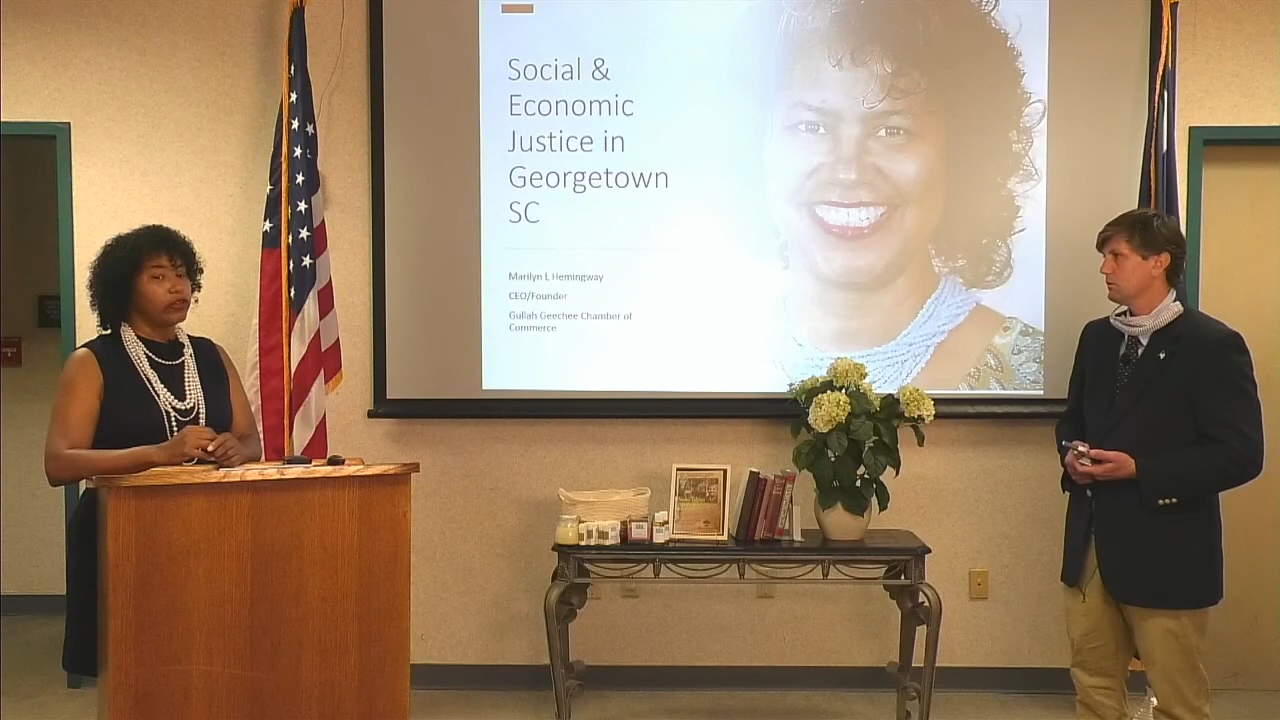 Social &
Economic
Justice in
Georgetown
SC
Marilyn L Hemingway
CEO/Founder
Gullah Geechee Chamber of
Commerce